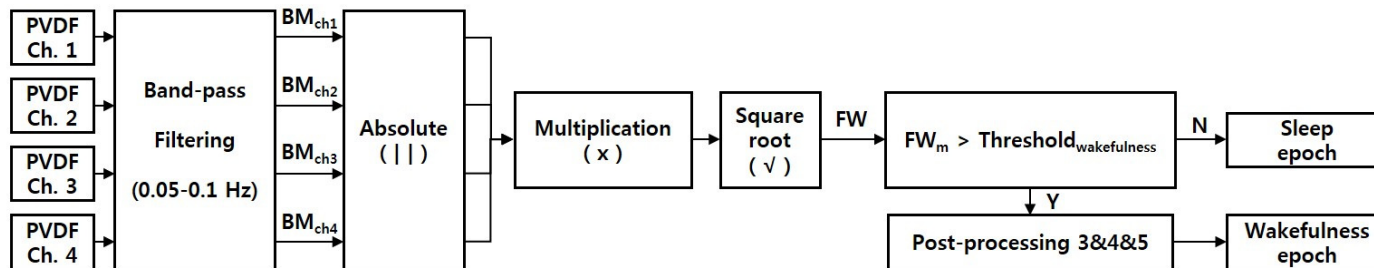 PVDF
Ch. 1
PVDF
Ch. 2
PVDF
Ch. 3
PVDF
Ch. 4
Band-pass
Filtering
(0.05-0.1 Hz)
BMch1
BMch2
BMch3
BMch4
Absolute
( | | )
Multiplication
( x )
Square
root
( √ )
FW
FWm > Thresholdwakefulness
N
Sleep
epoch
Y
Post-processing 3&4&5
Wakefulness
epoch